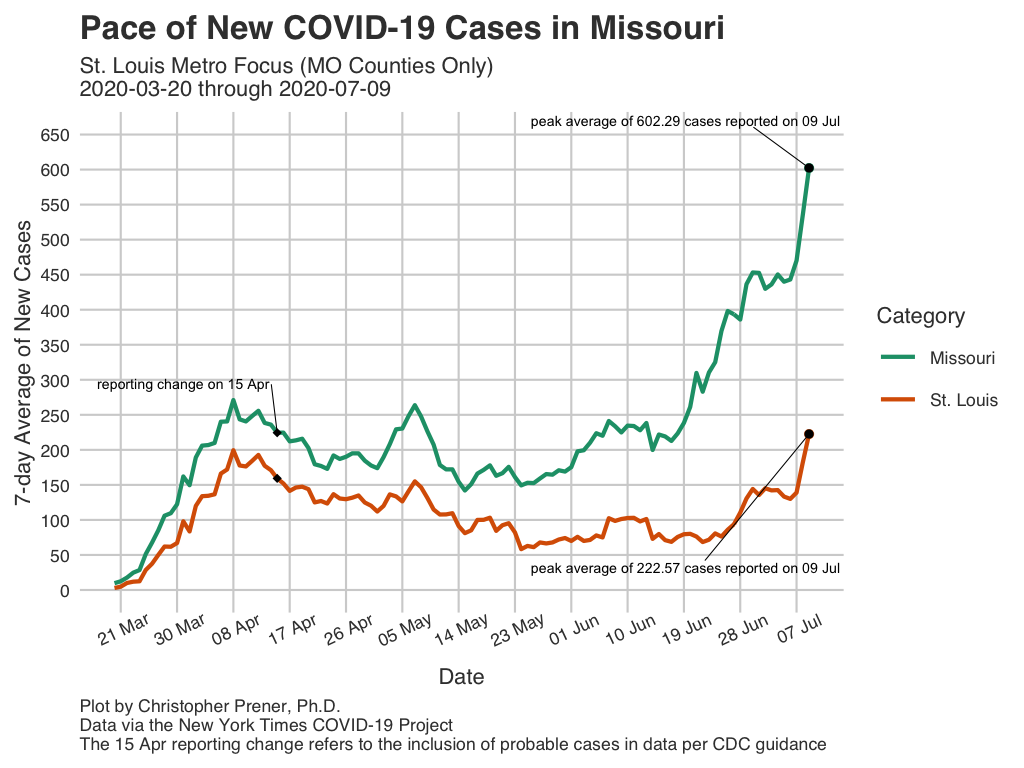 Pace of New COVID-19 Cases in Missouri
St. Louis Metro Focus (MO Counties Only)
2020-03-20 through 2020-07-09
peak average of 602.29 cases reported on 09 Jul
650
600
550
500
450
400
350
300
250
200
150
100
50
0
7-day Average of New Cases
reporting change on 15 Apr
peak average of 222.57 cases reported on 09 Jul
Category
Missouri
St. Louis
21 Mar
30 Mar
08 Apr
17 Apr
26 Apr
05 May
14 May
23 May
01 Jun
10 Jun
19 Jun
28 Jun
07 Jul
Date
Plot by Christopher Prener, Ph.D.
Data via the New York Times COVID-19 Project
The 15 Apr reporting change refers to the inclusion of probable cases in data per CDC guidance